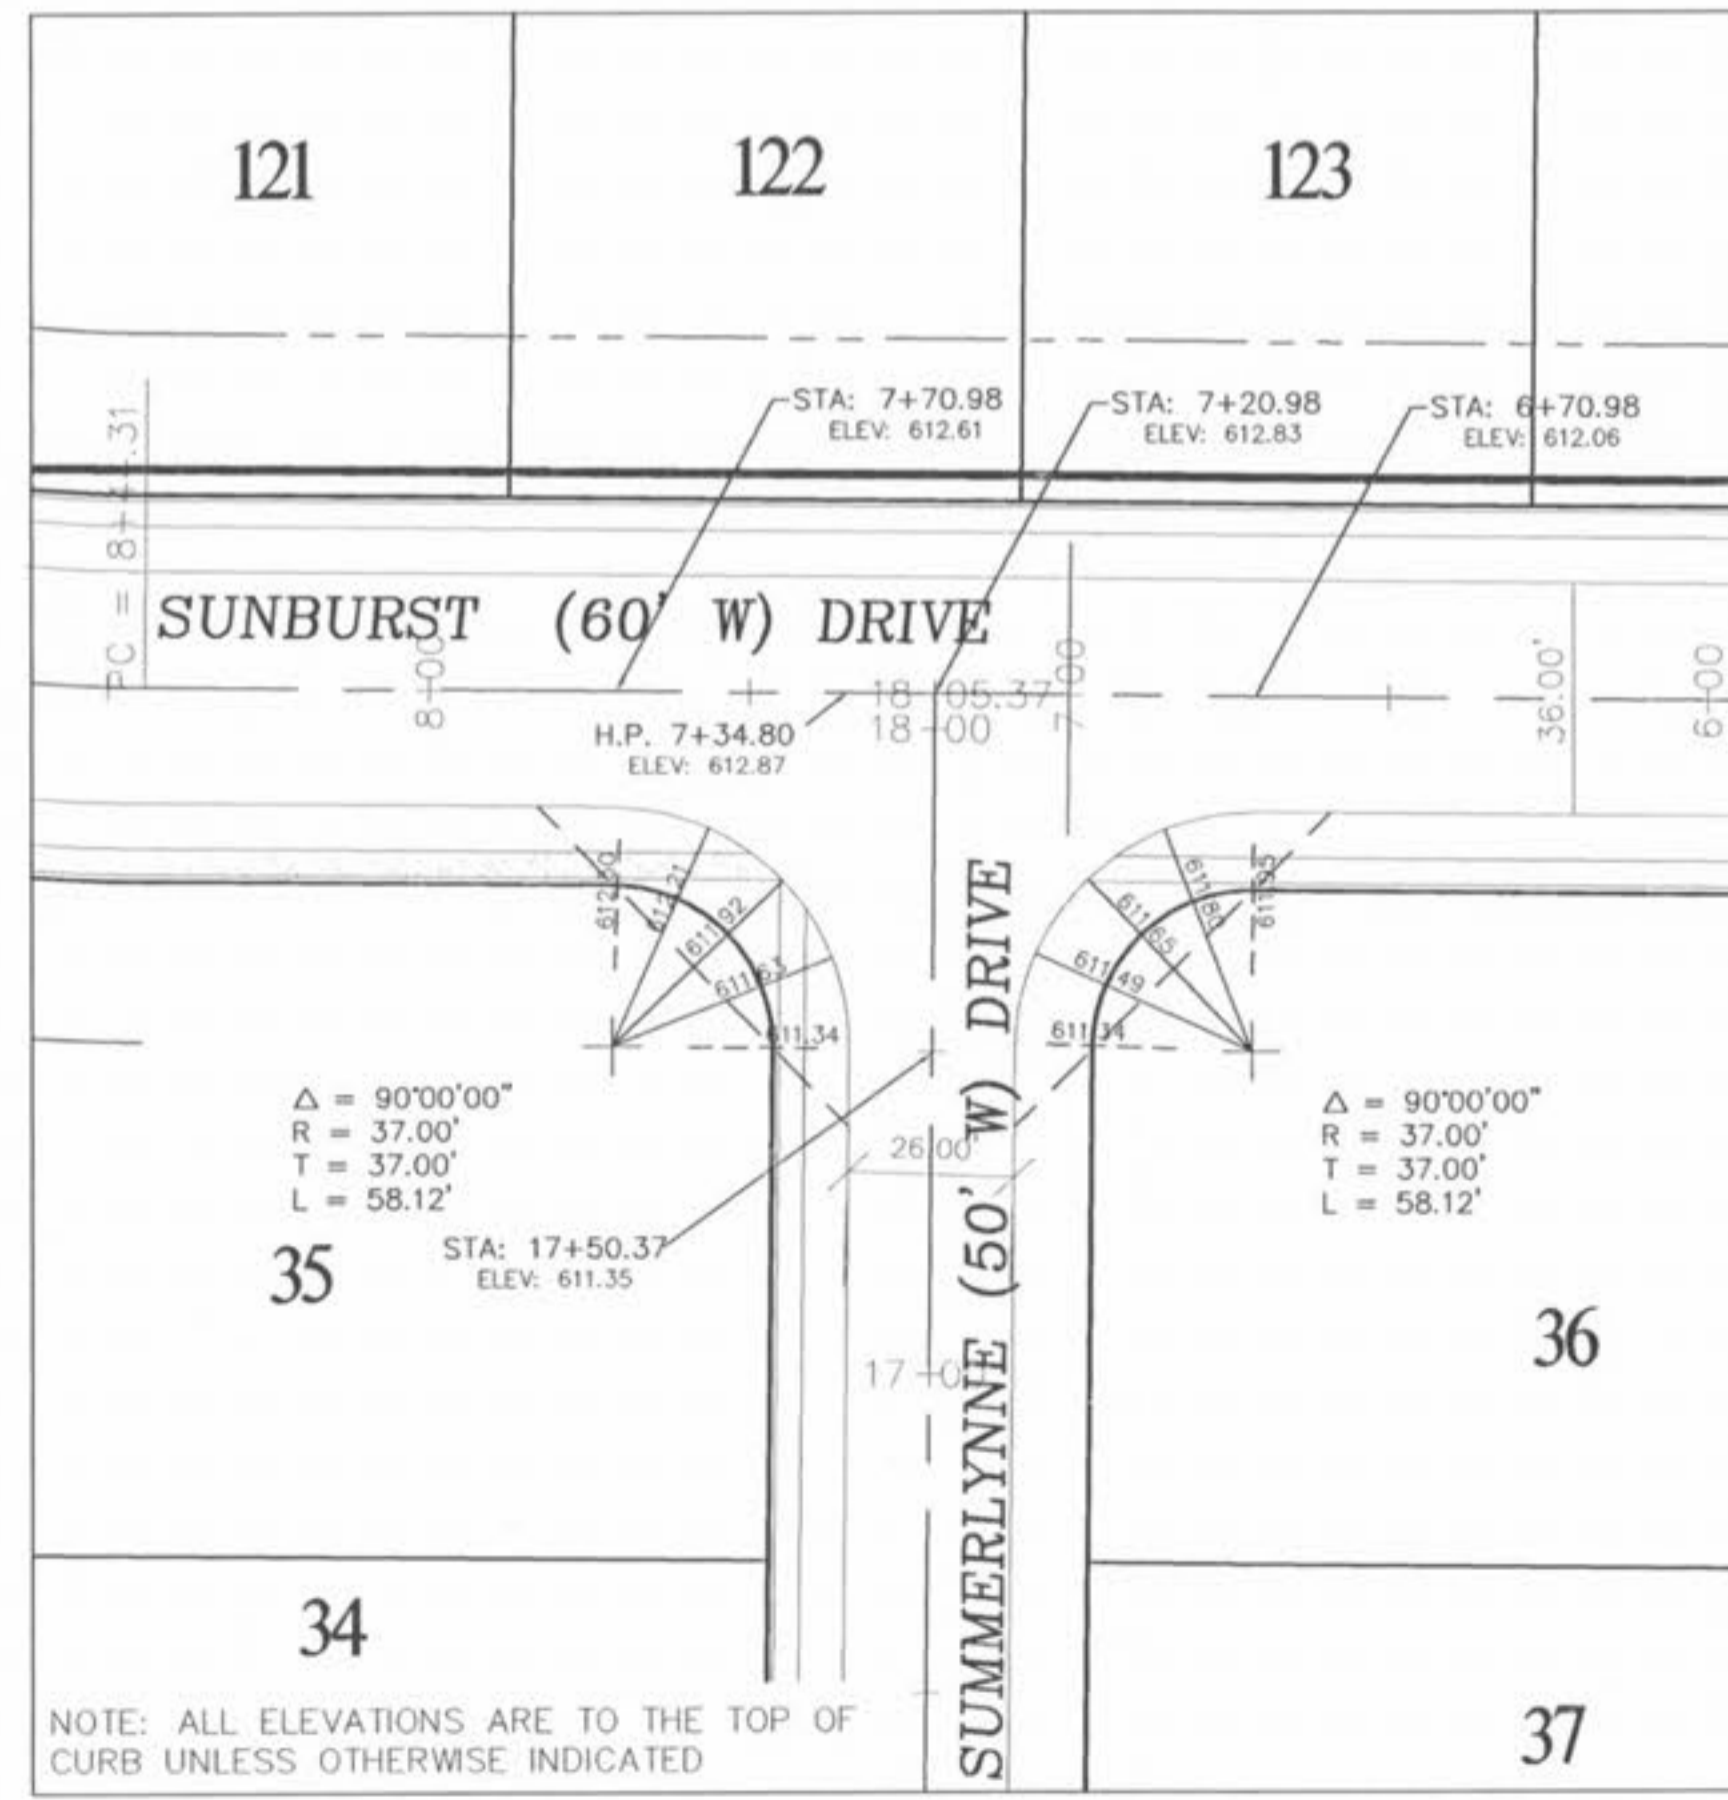 121
122
123
STA: 7+70.98
ELEV: 612.61
STA: 7+20.98
ELEV: 612.83
STA: 6+70.98
ELEV: 612.06
SUNBURST (60' W) DRIVE
8+00
18+05.37
18+00
36.00'
6+00
H.P. 7+34.80
ELEV: 612.87
611.92
611.63
611.34
611.95
611.80
611.65
611.49
611.34
Δ = 90°00'00"
R = 37.00'
T = 37.00'
L = 58.12'
Δ = 90°00'00"
R = 37.00'
T = 37.00'
L = 58.12'
26.00'
STA: 17+50.37
ELEV: 611.35
35
36
SUMMERLYNNE (50' W) DRIVE
34
37
NOTE: ALL ELEVATIONS ARE TO THE TOP OF
CURB UNLESS OTHERWISE INDICATED